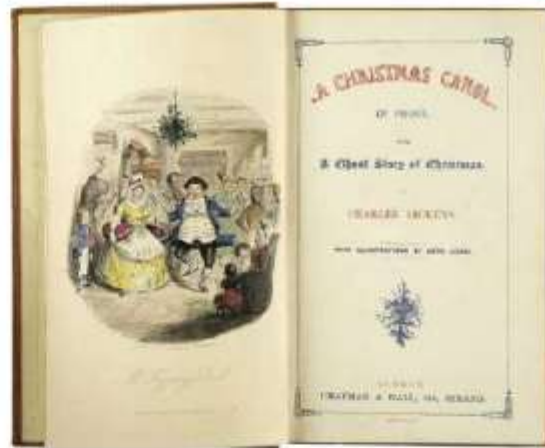 A CHRISTMAS CAROL.
IN PROSE.
A Ghost Story of Christmas.
CHARLES DICKENS.
WITH ILLUSTRATIONS BY JOHN LEECH.
LONDON
CHAPMAN & HALL, 186, STRAND.